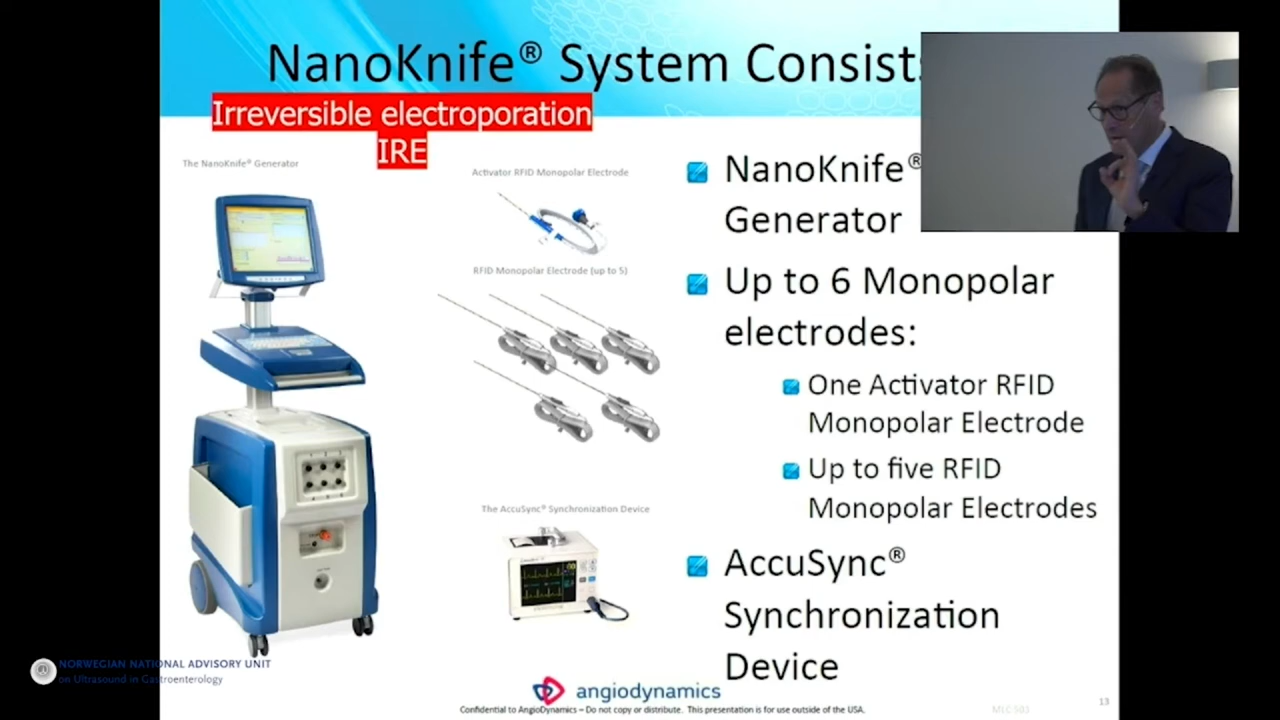 NanoKnife® System Consists
Irreversible electroporation
IRE
The NanoKnife® Generator
Activator RFID Monopolar Electrode
RFID Monopolar Electrode (up to 5)
The AccuSync® Synchronization Device
NanoKnife®
Generator
Up to 6 Monopolar
electrodes:
One Activator RFID
Monopolar Electrode
Up to five RFID
Monopolar Electrodes
AccuSync®
Synchronization
Device
NORWEGIAN NATIONAL ADVISORY UNIT
on Ultrasound in Gastroenterology
angiodynamics
Confidential to AngioDynamics – Do not copy or distribute. This presentation is for use outside of the USA.
MLC 503
13